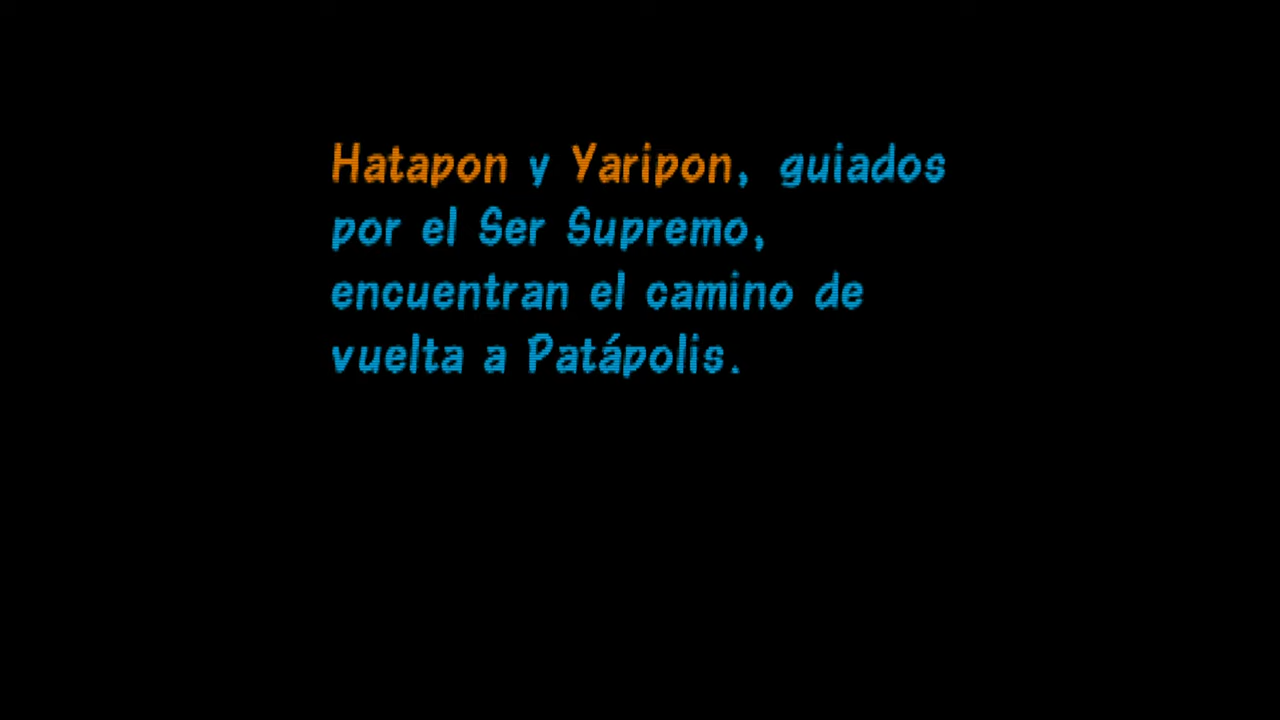 Hatapon y Yaripon, guiados
por el Ser Supremo,
encuentran el camino de
vuelta a Patápolis.